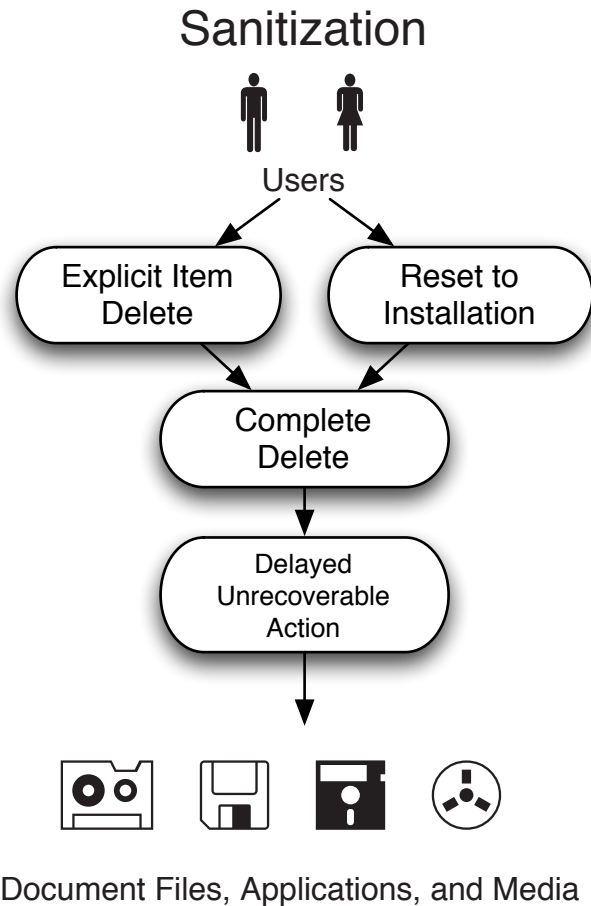 Sanitization
Users
Explicit Item
Delete
Reset to
Installation
Complete
Delete
Delayed
Unrecoverable
Action
Document Files, Applications, and Media